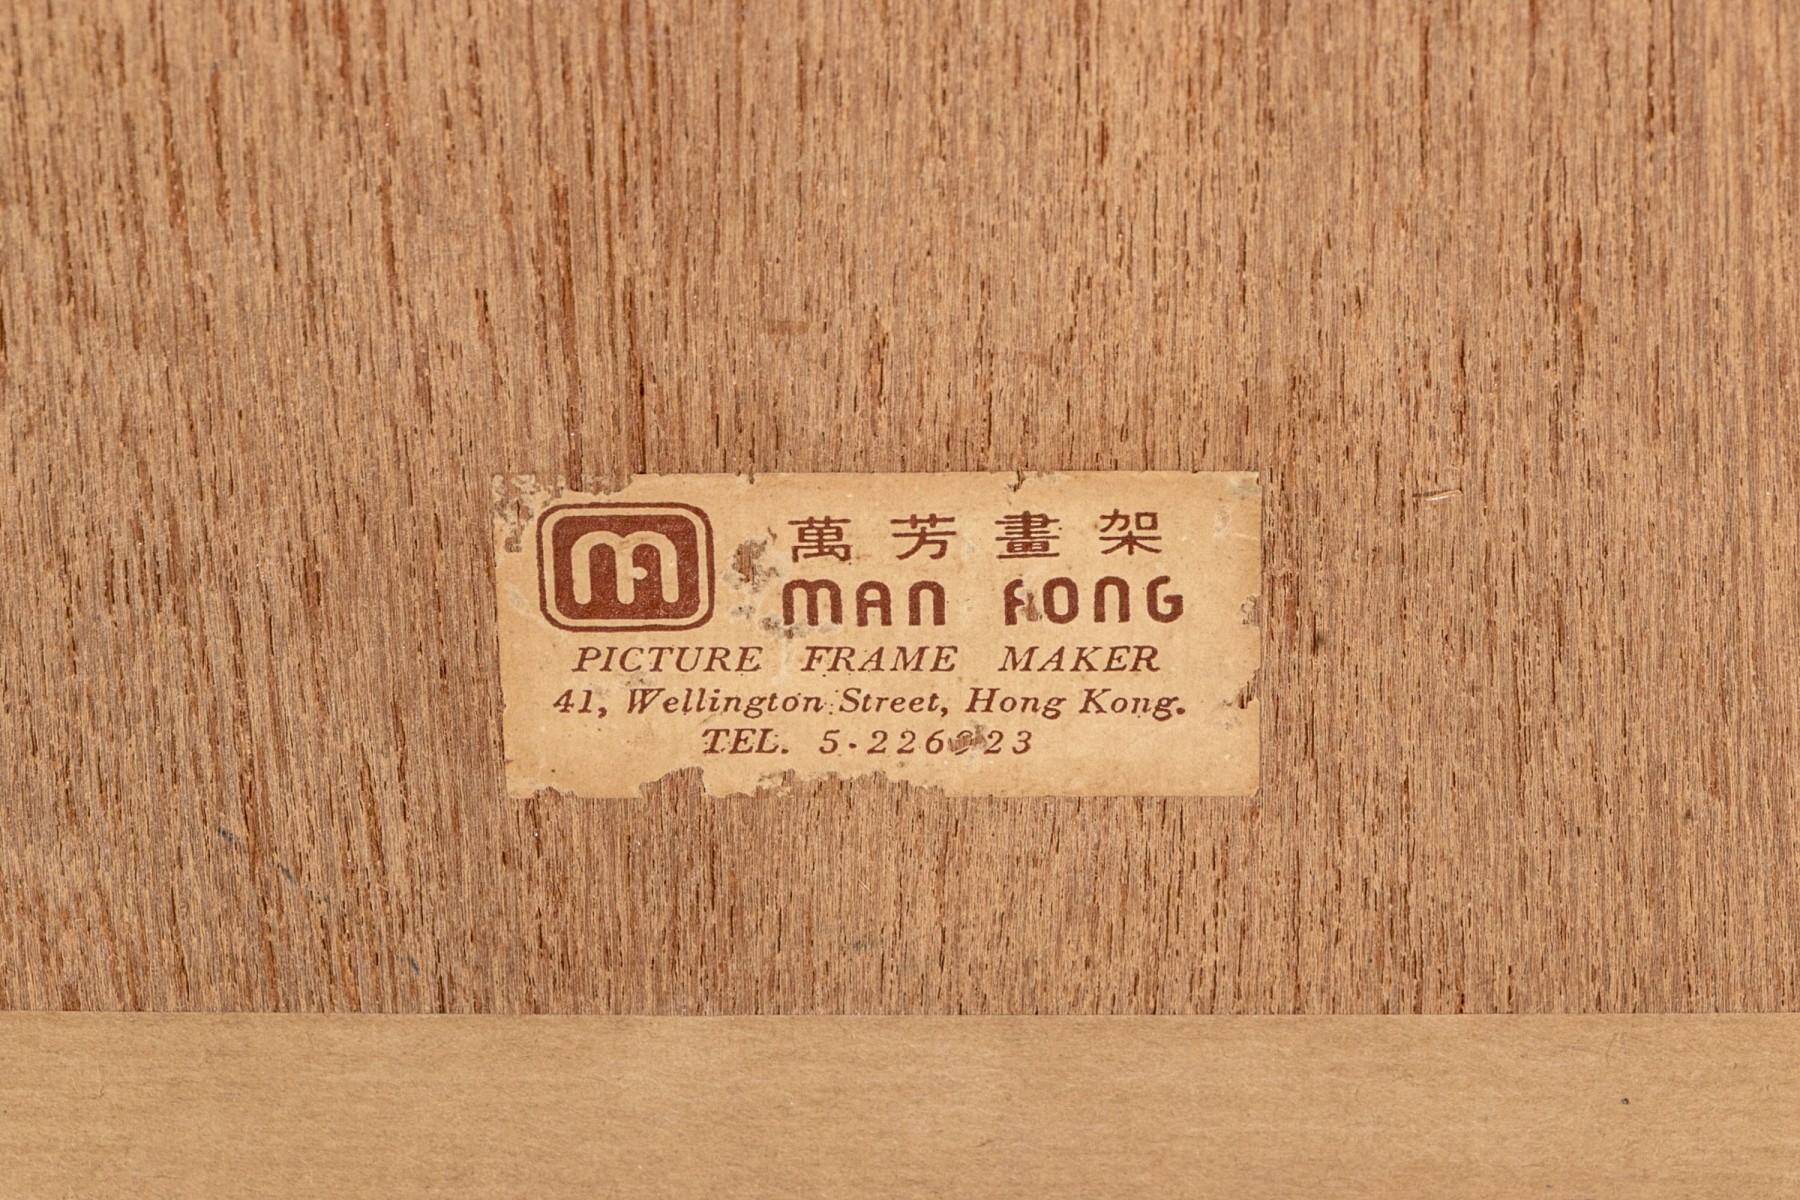 萬芳畫架
MAN FONG
PICTURE FRAME MAKER
41, Wellington Street, Hong Kong.
TEL.